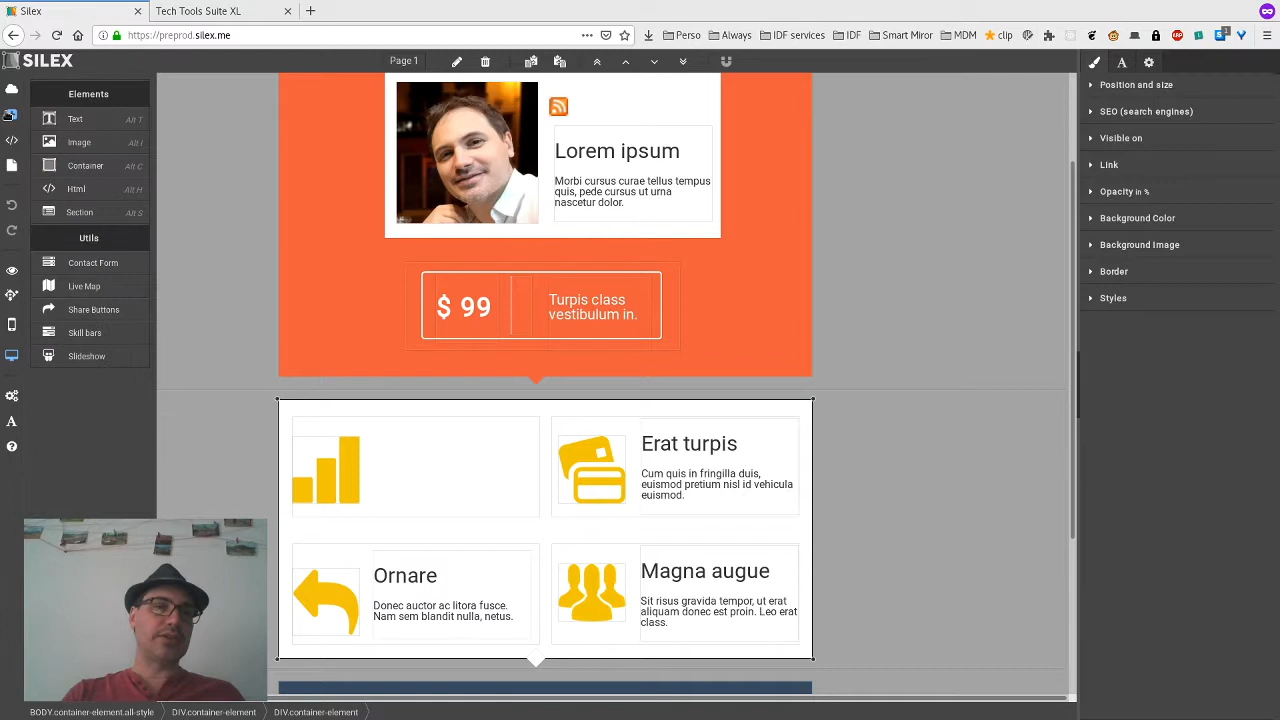 Silex
Tech Tools Suite XL
https://preprod.silex.me
Perso
Always
IDF services
IDF
Smart Miror
MDM
clip
SILEX
Page 1
Elements
Text Alt T
Image Alt I
Container Alt C
Html Alt H
Section Alt S
Utils
Contact Form
Live Map
Share Buttons
Skill bars
Slideshow
Lorem ipsum
Morbi cursus curae tellus tempus
quis, pede cursus ut urna
nascetur dolor.
$ 99
Turpis class
vestibulum in.
Erat turpis
Cum quis in fringilla duis,
euismod pretium nisl id vehicula
euismod.
Ornare
Donec auctor ac litora fusce.
Nam sem blandit nulla, netus.
Magna augue
Sit risus gravida tempor, ut erat
aliquam donec est proin. Leo erat
class.
Position and size
SEO (search engines)
Visible on
Link
Opacity in %
Background Color
Background Image
Border
Styles
BODY.container-element.all-style
DIV.container-element
DIV.container-element